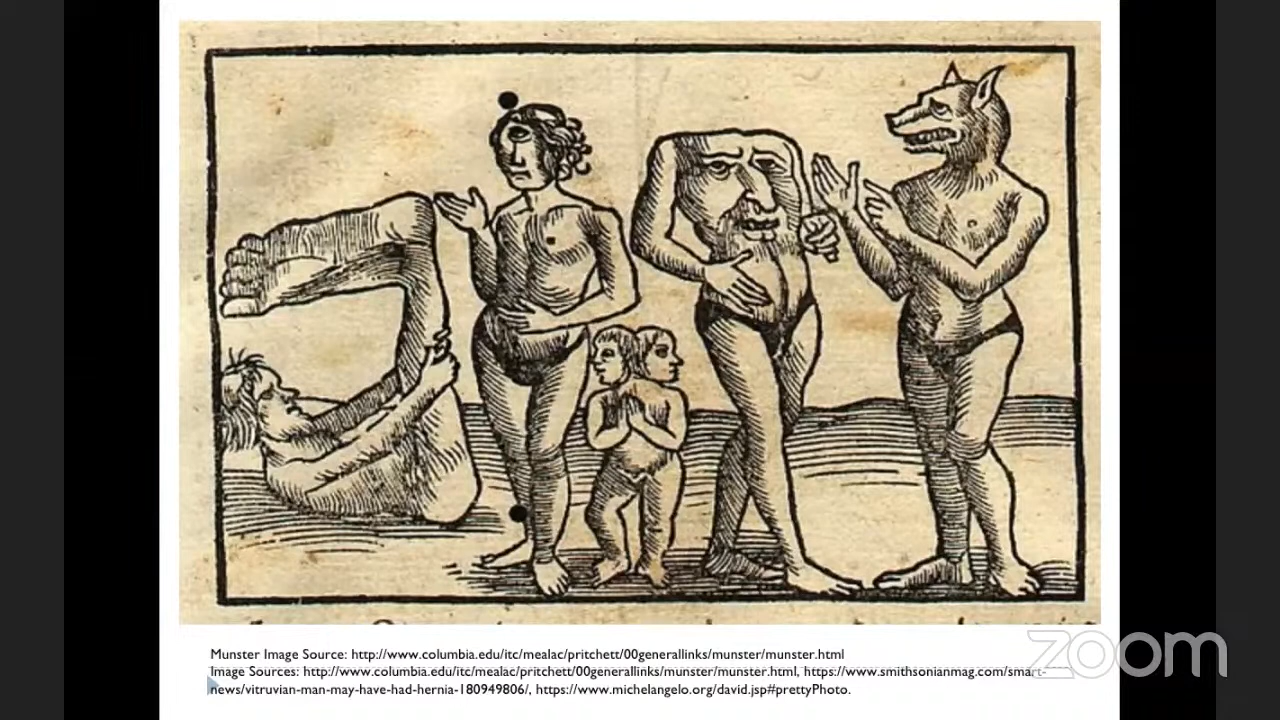 Munster Image Source: http://www.columbia.edu/itc/mealac/pritchett/00generallinks/munster/munster.html
Image Sources: http://www.columbia.edu/itc/mealac/pritchett/00generallinks/munster/munster.html, https://www.smithsonianmag.com/smart-
news/vitruvian-man-may-have-had-hernia-180949806/, https://www.michelangelo.org/david.jsp#prettyPhoto.
zoom